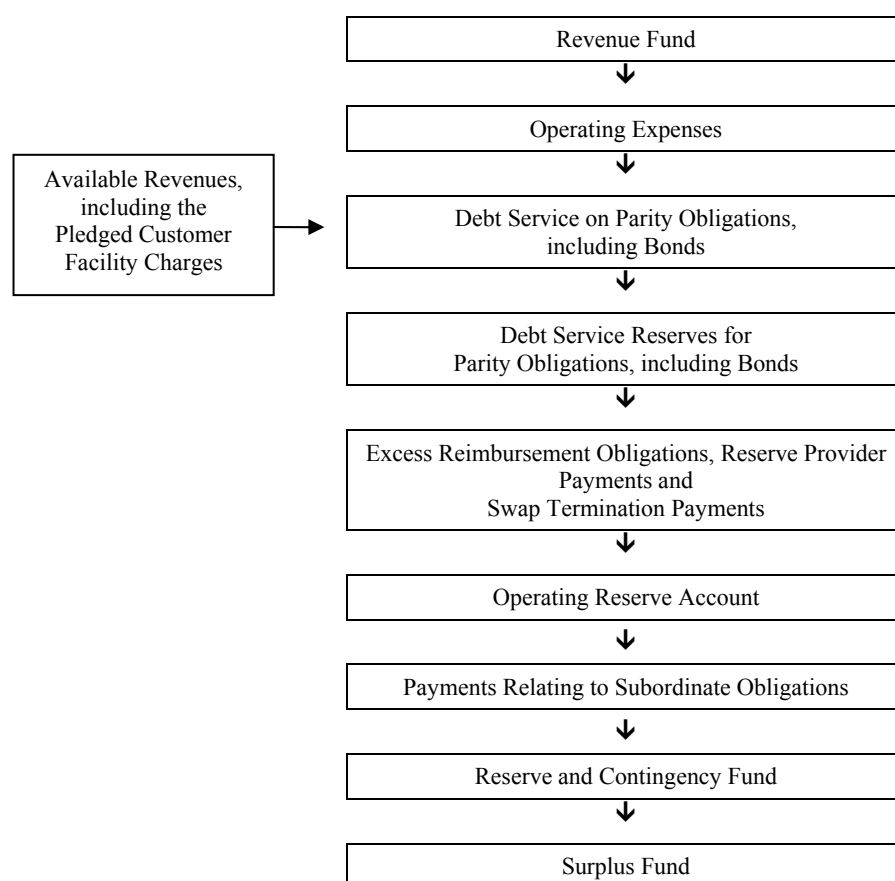 Revenue Fund
Operating Expenses
Available Revenues,
including the
Pledged Customer
Facility Charges
Debt Service on Parity Obligations,
including Bonds
Debt Service Reserves for
Parity Obligations, including Bonds
Excess Reimbursement Obligations, Reserve Provider
Payments and
Swap Termination Payments
Operating Reserve Account
Payments Relating to Subordinate Obligations
Reserve and Contingency Fund
Surplus Fund